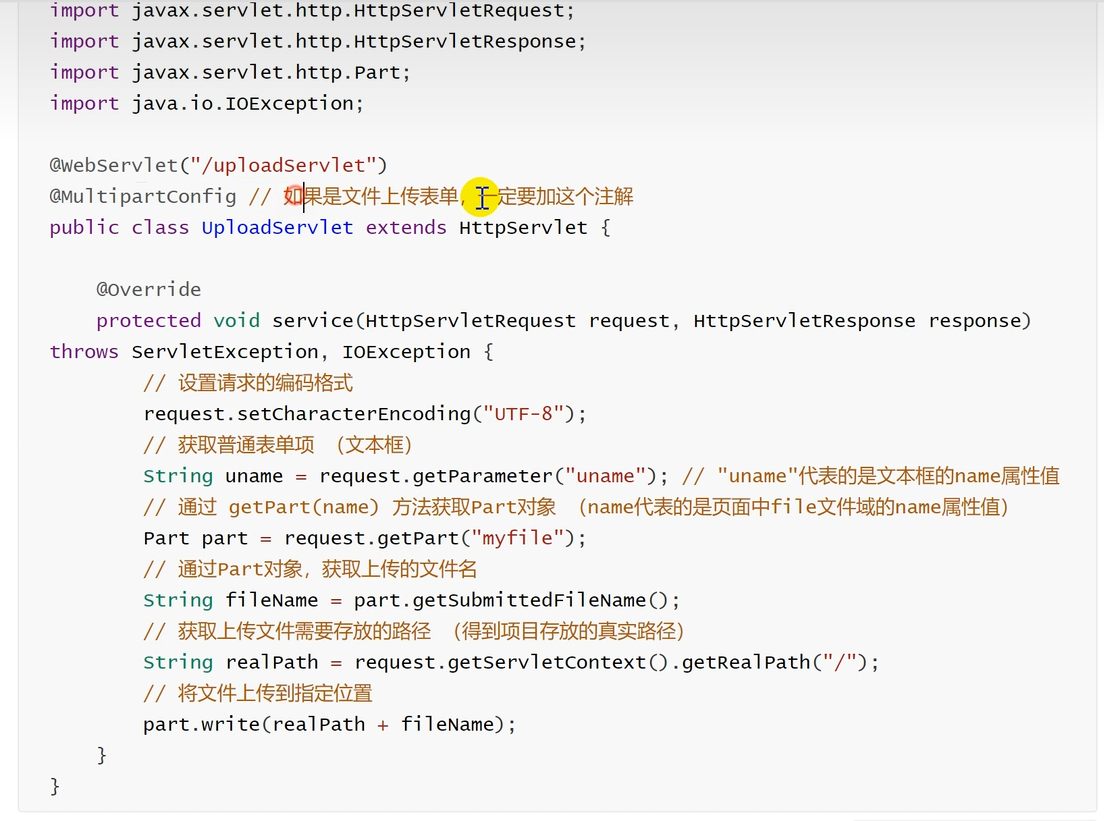 import javax.servlet.http.HttpServletRequest;
import javax.servlet.http.HttpServletResponse;
import javax.servlet.http.Part;
import java.io.IOException;
@WebServlet("/uploadServlet")
@MultipartConfig // 如果是文件上传表单,一定要加这个注解
public class UploadServlet extends HttpServlet {
@Override
protected void service(HttpServletRequest request, HttpServletResponse response)
throws ServletException, IOException {
// 设置请求的编码格式
request.setCharacterEncoding("UTF-8");
// 获取普通表单项 （文本框）
String uname = request.getParameter("uname"); // "uname"代表的是文本框的name属性值
// 通过 getPart(name) 方法获取Part对象 （name代表的是页面中file文件域的name属性值）
Part part = request.getPart("myfile");
// 通过Part对象，获取上传的文件名
String fileName = part.getSubmittedFileName();
// 获取上传文件需要存放的路径 （得到项目存放的真实路径）
String realPath = request.getServletContext().getRealPath("/");
// 将文件上传到指定位置
part.write(realPath + fileName);
}
}